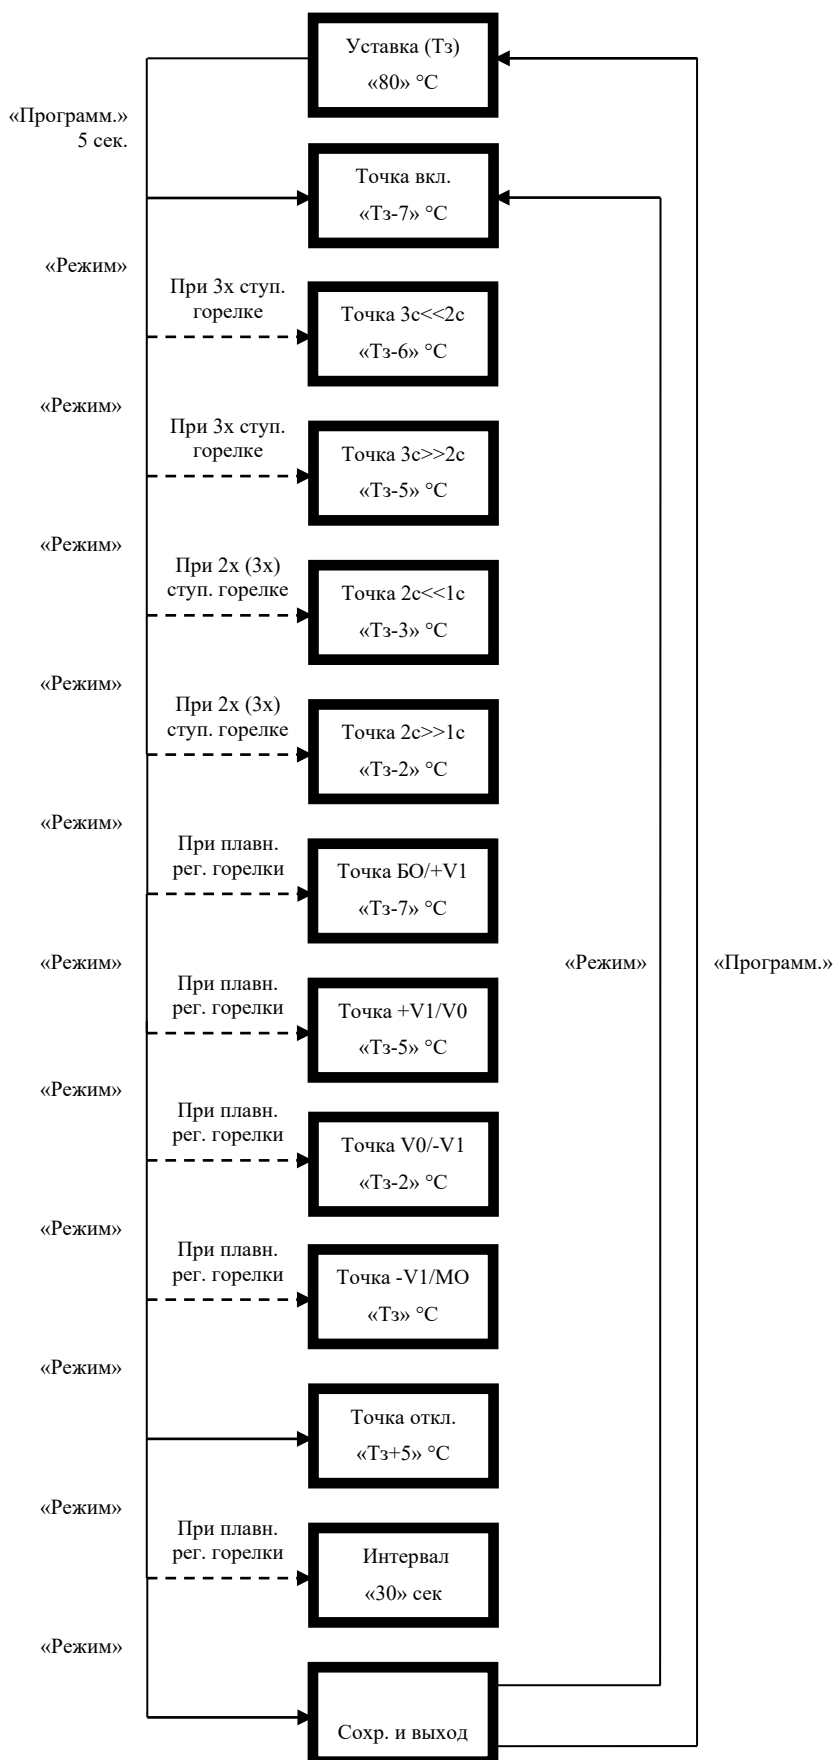 Уставка (Тз)
«80» °С
«Программ.»
5 сек.
Точка вкл.
«Тз-7» °С
«Режим»
При 3х ступ.
горелке
Точка 3с<<2с
«Тз-6» °С
«Режим»
При 3х ступ.
горелке
Точка 3с>>2с
«Тз-5» °С
«Режим»
При 2х (3х)
ступ. горелке
Точка 2с<<1с
«Тз-3» °С
«Режим»
При 2х (3х)
ступ. горелке
Точка 2с>>1с
«Тз-2» °С
«Режим»
При плавн.
рег. горелки
Точка БО/+V1
«Тз-7» °С
«Режим»
«Режим»
«Программ.»
При плавн.
рег. горелки
Точка +V1/V0
«Тз-5» °С
«Режим»
При плавн.
рег. горелки
Точка V0/-V1
«Тз-2» °С
«Режим»
При плавн.
рег. горелки
Точка -V1/МО
«Тз» °С
«Режим»
Точка откл.
«Тз+5» °С
«Режим»
При плавн.
рег. горелки
Интервал
«30» сек
«Режим»
Сохр. и выход